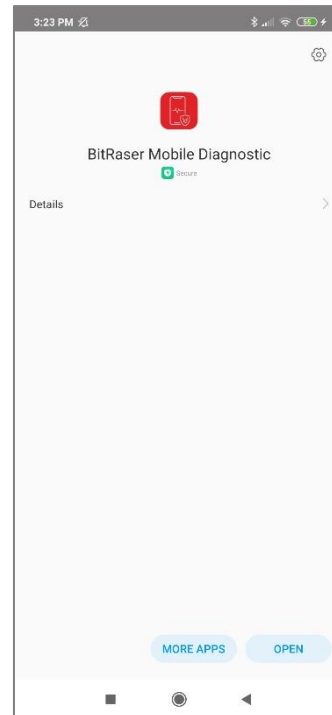 3:23 PM 55
BitRaser Mobile Diagnostic
Secure
Details
MORE APPS OPEN